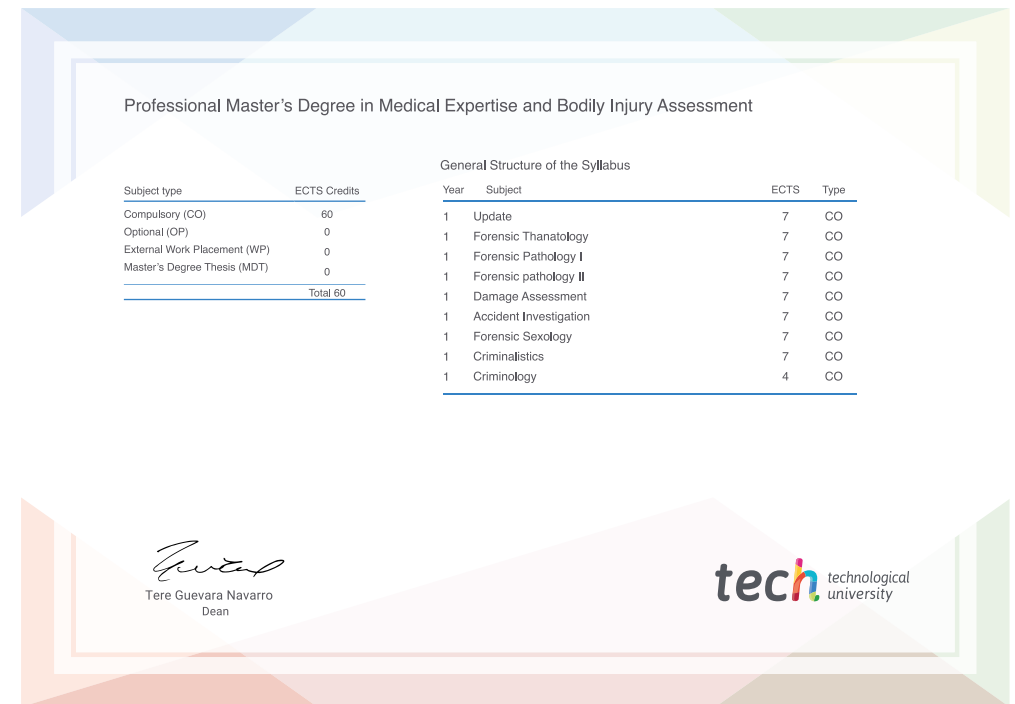 Professional Master's Degree in Medical Expertise and Bodily Injury Assessment
Subject type ECTS Credits
Compulsory (CO) 60
Optional (OP) 0
External Work Placement (WP) 0
Master's Degree Thesis (MDT) 0
Total 60
General Structure of the Syllabus
Year Subject ECTS Type
1 Update 7 CO
1 Forensic Thanatology 7 CO
1 Forensic Pathology I 7 CO
1 Forensic pathology II 7 CO
1 Damage Assessment 7 CO
1 Accident Investigation 7 CO
1 Forensic Sexology 7 CO
1 Criminalistics 7 CO
1 Criminology 4 CO
Tere Guevara Navarro
Dean
tech technological
university